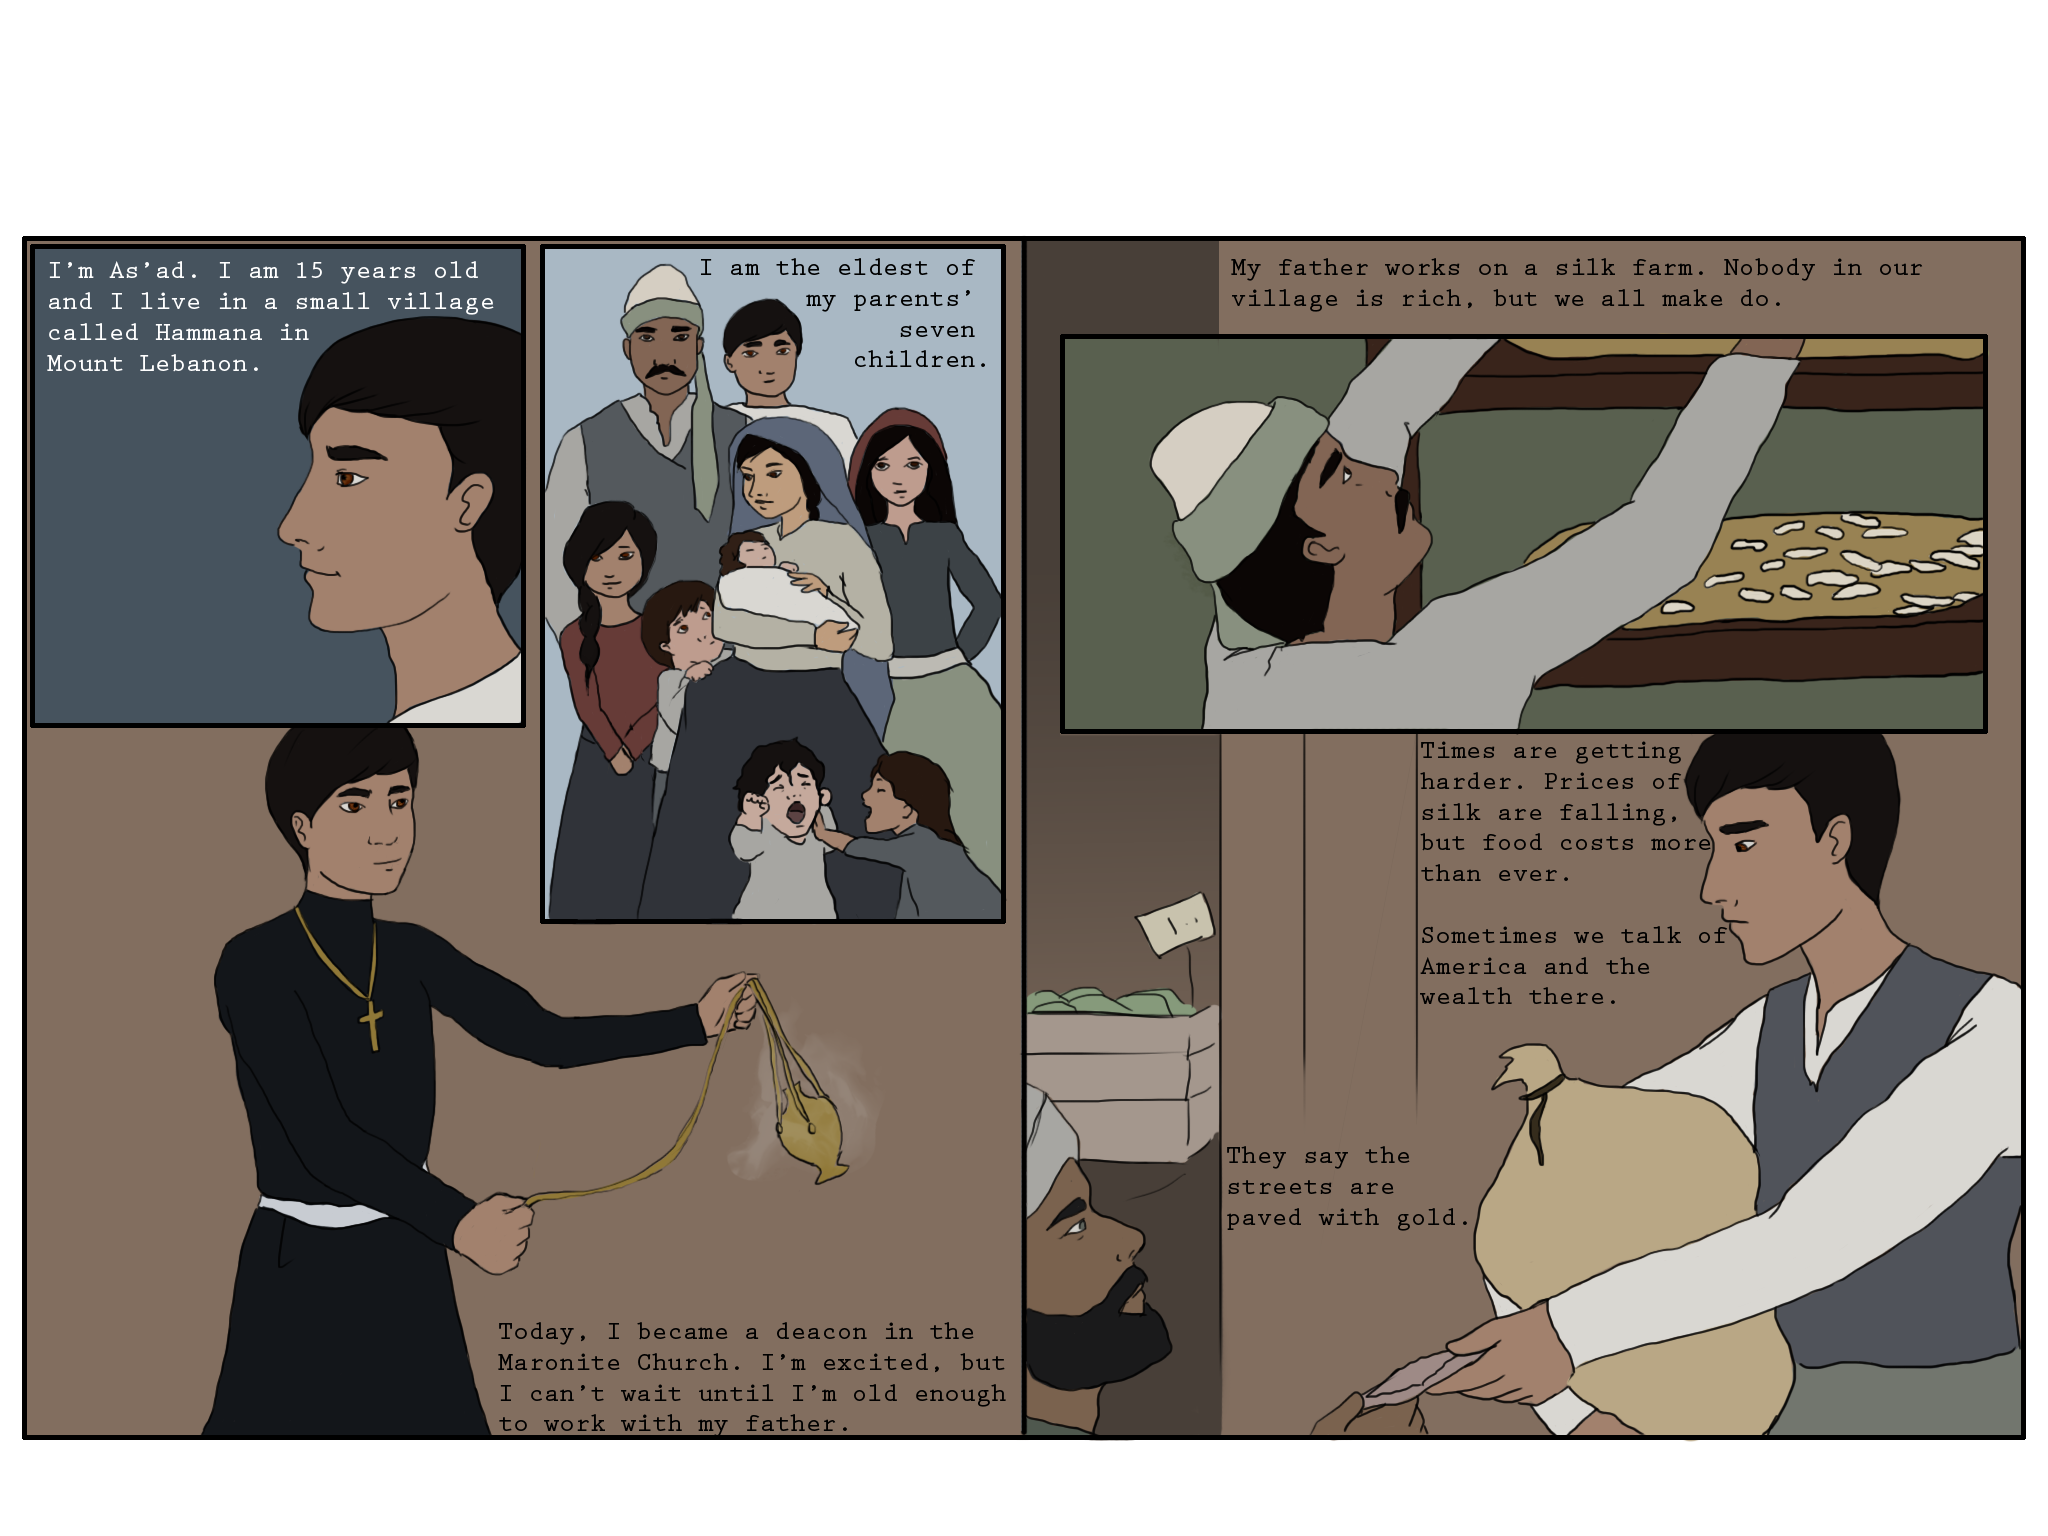 I'm As'ad. I am 15 years old
and I live in a small village
called Hammana in
Mount Lebanon.
I am the eldest of
my parents'
seven
children.
Today, I became a deacon in the
Maronite Church. I'm excited, but
I can't wait until I'm old enough
to work with my father.
My father works on a silk farm. Nobody in our
village is rich, but we all make do.
Times are getting
harder. Prices of
silk are falling,
but food costs more
than ever.
Sometimes we talk of
America and the
wealth there.
They say the
streets are
paved with gold.